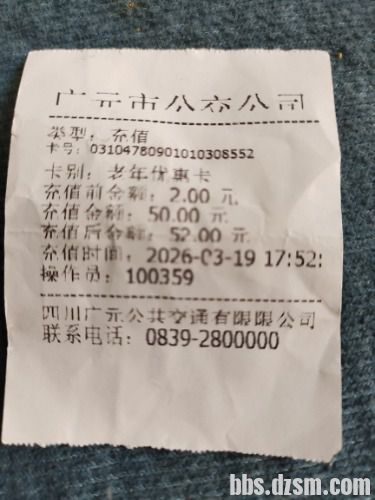 广元市公交公司
类型：充值
卡号：03104780901010308552
卡别：老年优惠卡
充值前金额：2.00 元
充值金额：50.00 元
充值后金额：52.00 元
充值时间：2026-03-19 17:52:
操作员：100359
四川广元公共交通有限限公司
联系电话：0839-2800000
bbs.dzsm.com